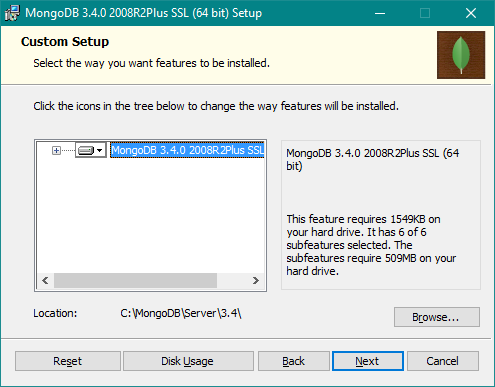 MongoDB 3.4.0 2008R2Plus SSL (64 bit) Setup
Custom Setup
Select the way you want features to be installed.
Click the icons in the tree below to change the way features will be installed.
MongoDB 3.4.0 2008R2Plus SSL
MongoDB 3.4.0 2008R2Plus SSL (64
bit)
This feature requires 1549KB on
your hard drive. It has 6 of 6
subfeatures selected. The
subfeatures require 509MB on your
hard drive.
Location: C:\MongoDB\Server\3.4\
Browse...
Reset Disk Usage Back Next Cancel